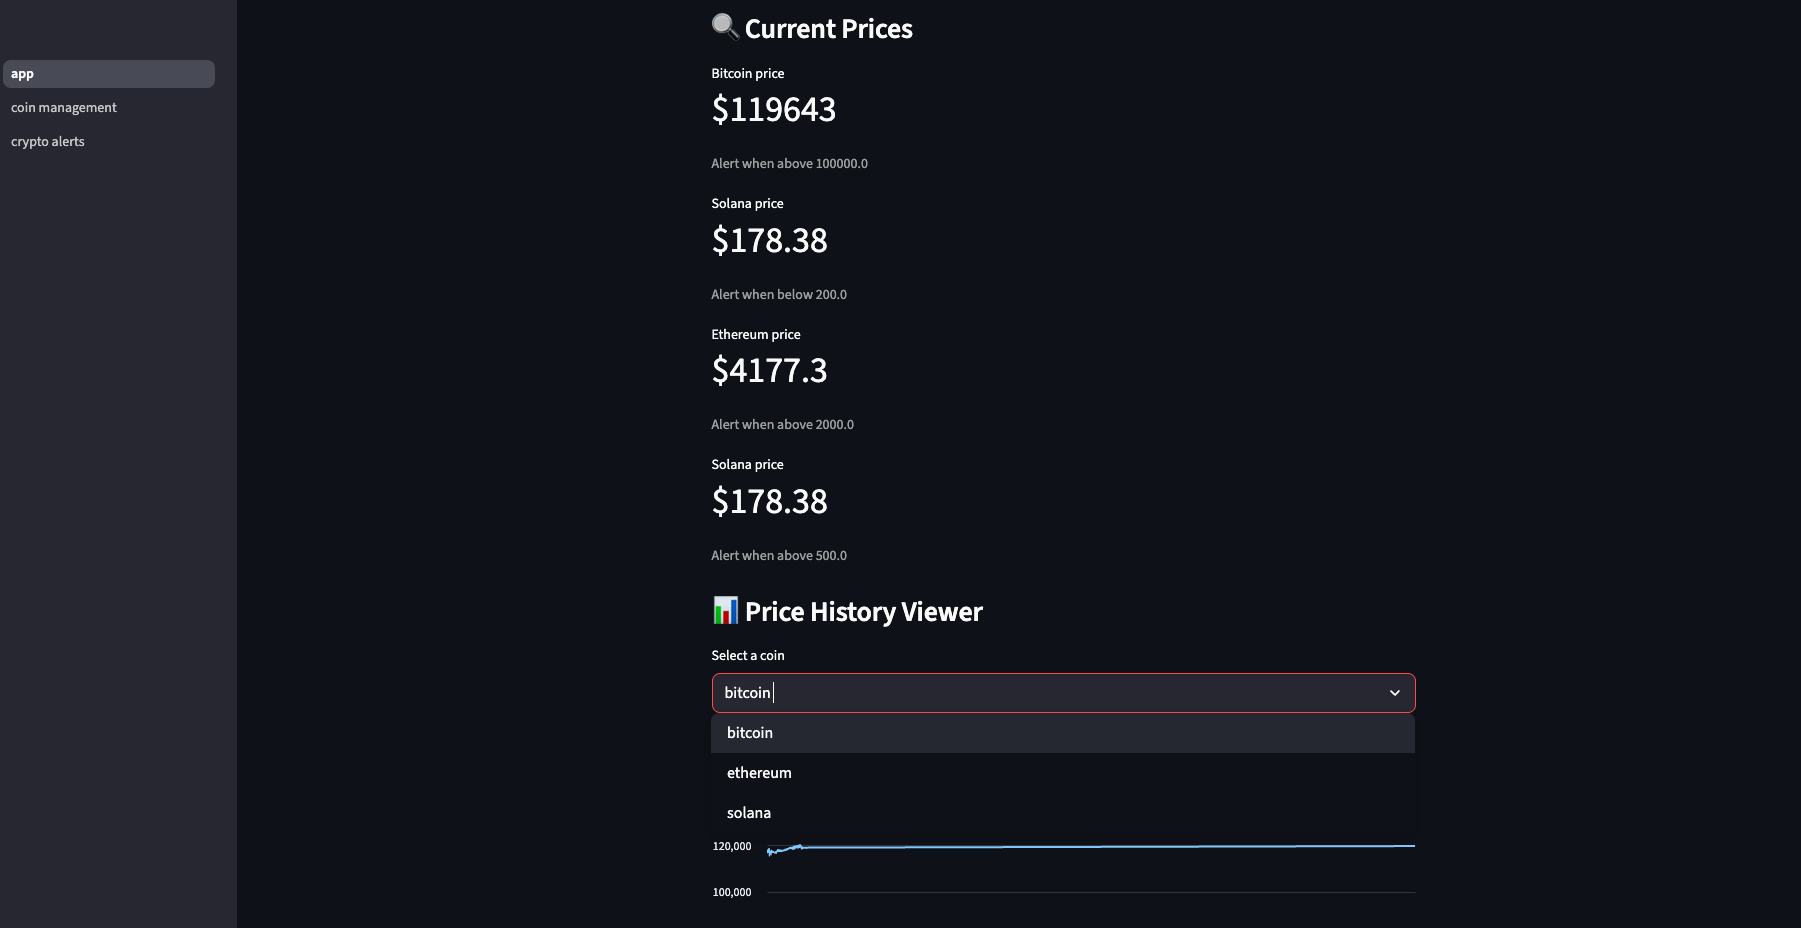 app
coin management
crypto alerts
Current Prices
Bitcoin price
$119643
Alert when above 100000.0
Solana price
$178.38
Alert when below 200.0
Ethereum price
$4177.3
Alert when above 2000.0
Solana price
$178.38
Alert when above 500.0
Price History Viewer
Select a coin
bitcoin
bitcoin
ethereum
solana
120,000
100,000